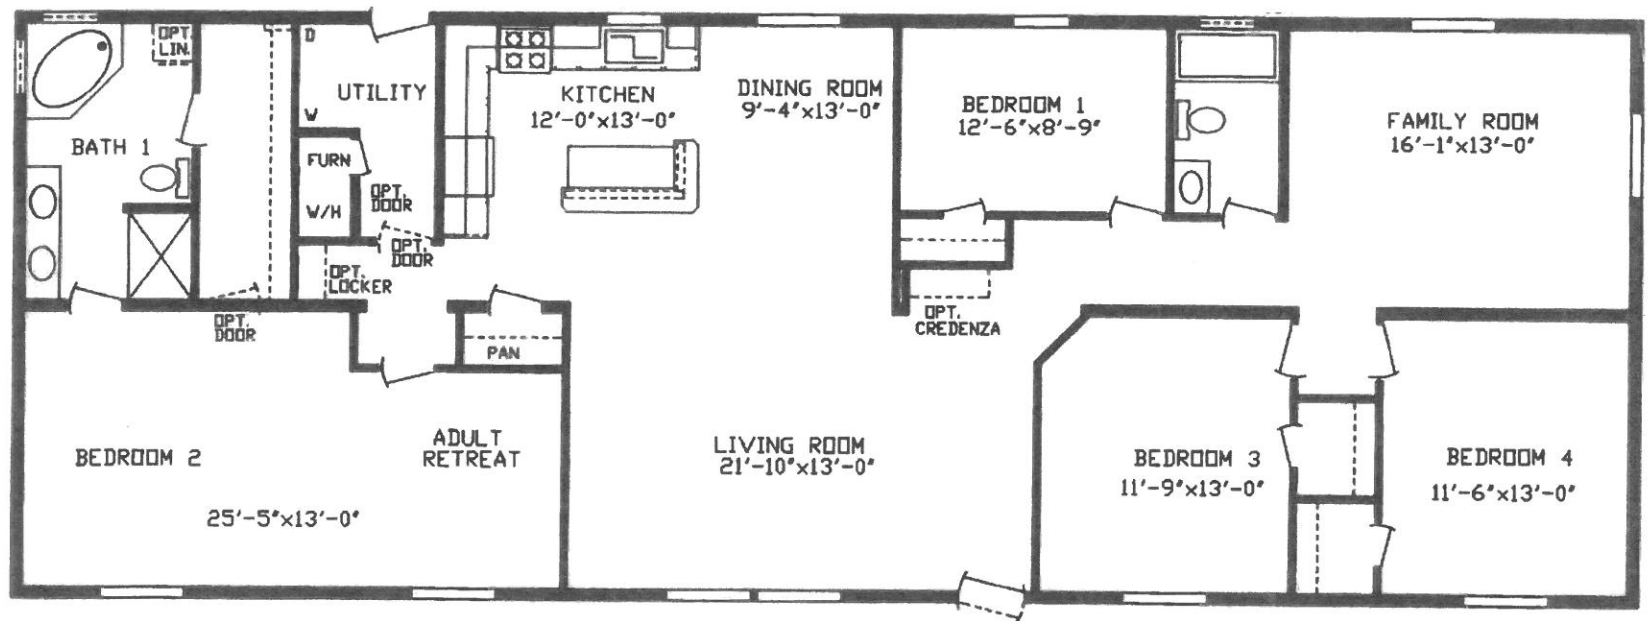 OPT.
LIN.
BATH 1
D
UTILITY
W
FURN
W/H
OPT.
DOOR
OPT.
DOOR
OPT.
LOCKER
OPT.
DOOR
KITCHEN
12'-0"x13'-0"
DINING ROOM
9'-4"x13'-0"
PAN
BEDROOM 1
12'-6"x8'-9"
FAMILY ROOM
16'-1"x13'-0"
OPT.
CREDENZA
BEDROOM 2
ADULT
RETREAT
25'-5"x13'-0"
LIVING ROOM
21'-10"x13'-0"
BEDROOM 3
11'-9"x13'-0"
BEDROOM 4
11'-6"x13'-0"